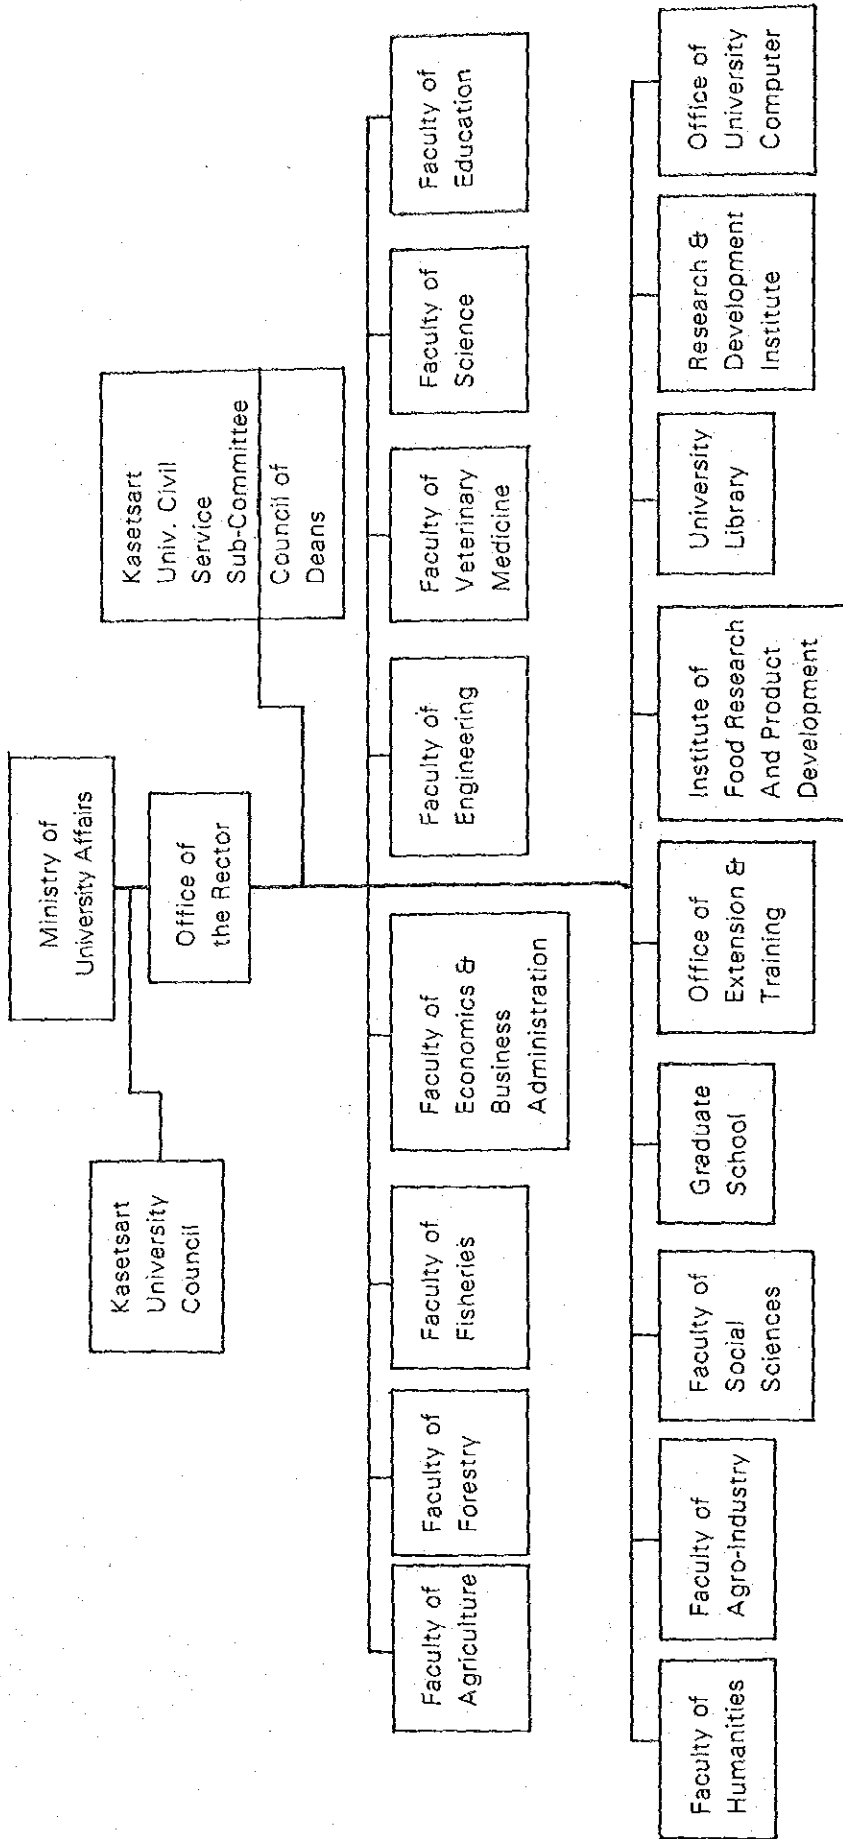 Ministry of
University Affairs
Kasetsart
University
Council
Office of
the Rector
Kasetsart
Univ. Civil
Service
Sub-Committee
Council of
Deans
Faculty of
Agriculture
Faculty of
Forestry
Faculty of
Fisheries
Faculty of
Economics &
Business
Administration
Faculty of
Engineering
Faculty of
Veterinary
Medicine
Faculty of
Science
Faculty of
Education
Faculty of
Humanities
Faculty of
Agro-Industry
Faculty of
Social
Sciences
Graduate
School
Office of
Extension &
Training
Institute of
Food Research
And Product
Development
University
Library
Research &
Development
Institute
Office of
University
Computer